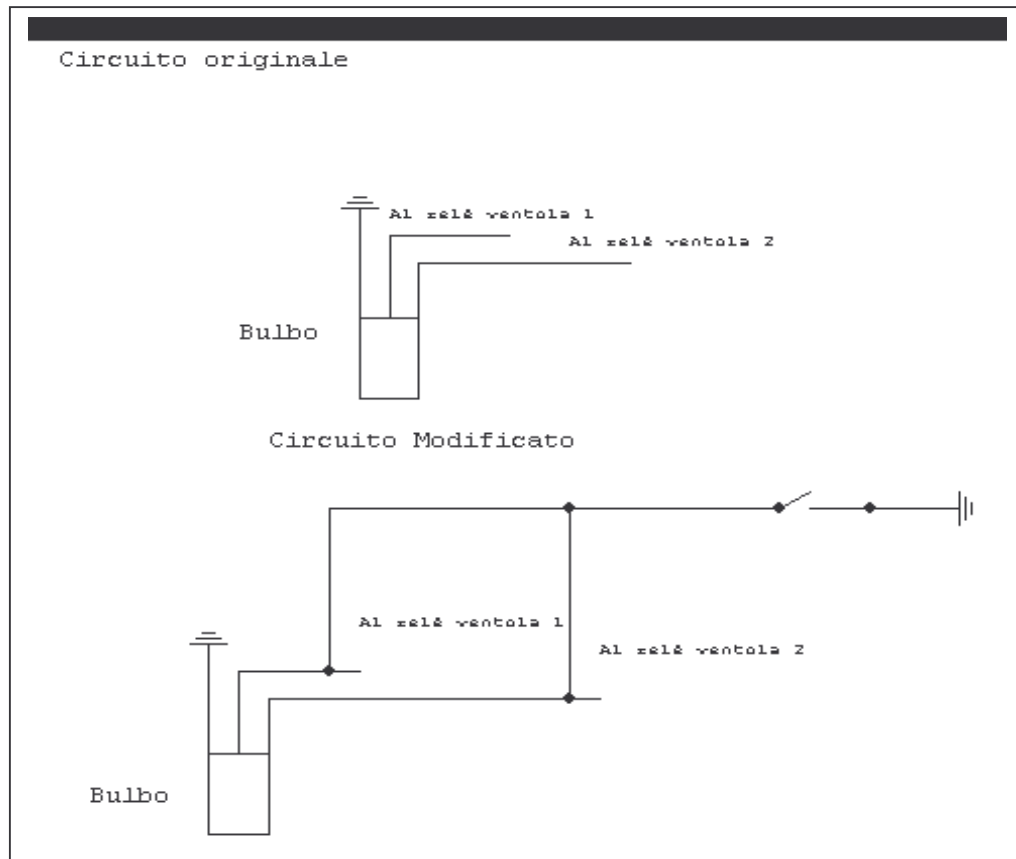 Circuito originale
Al relè ventola 1
Al relè ventola 2
Bulbo
Circuito Modificato
Al relè ventola 1
Al relè ventola 2
Bulbo